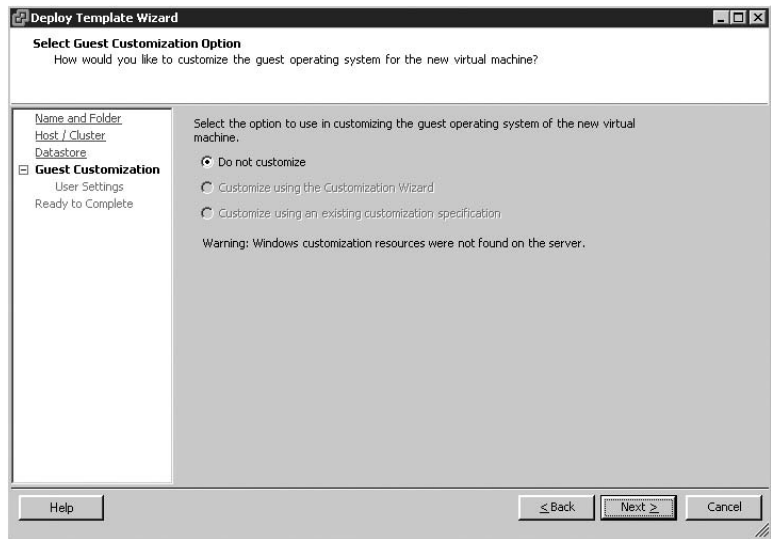 Deploy Template Wizard
Select Guest Customization Option
How would you like to customize the guest operating system for the new virtual machine?
Name and Folder
Host / Cluster
Datastore
Guest Customization
User Settings
Ready to Complete
Select the option to use in customizing the guest operating system of the new virtual
machine.
Do not customize
Customize using the Customization Wizard
Customize using an existing customization specification
Warning: Windows customization resources were not found on the server.
Help
< Back
Next >
Cancel